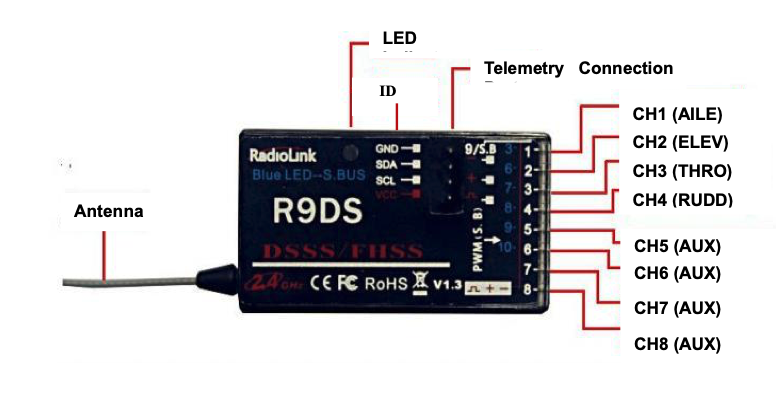 LED
Telemetry Connection
ID
CH1 (AILE)
CH2 (ELEV)
CH3 (THRO)
CH4 (RUDD)
CH5 (AUX)
CH6 (AUX)
CH7 (AUX)
CH8 (AUX)
Antenna
RadioLink
Blue LED--S.BUS
R9DS
DSSS/FHSS
2.4 GHz
CE FC RoHS V1.3
GND
SDA
SCL
VCC
9/S.B
PWM(S.B)
+ -
3
6
7
8
9
10
1
2
3
4
5
6
7
8